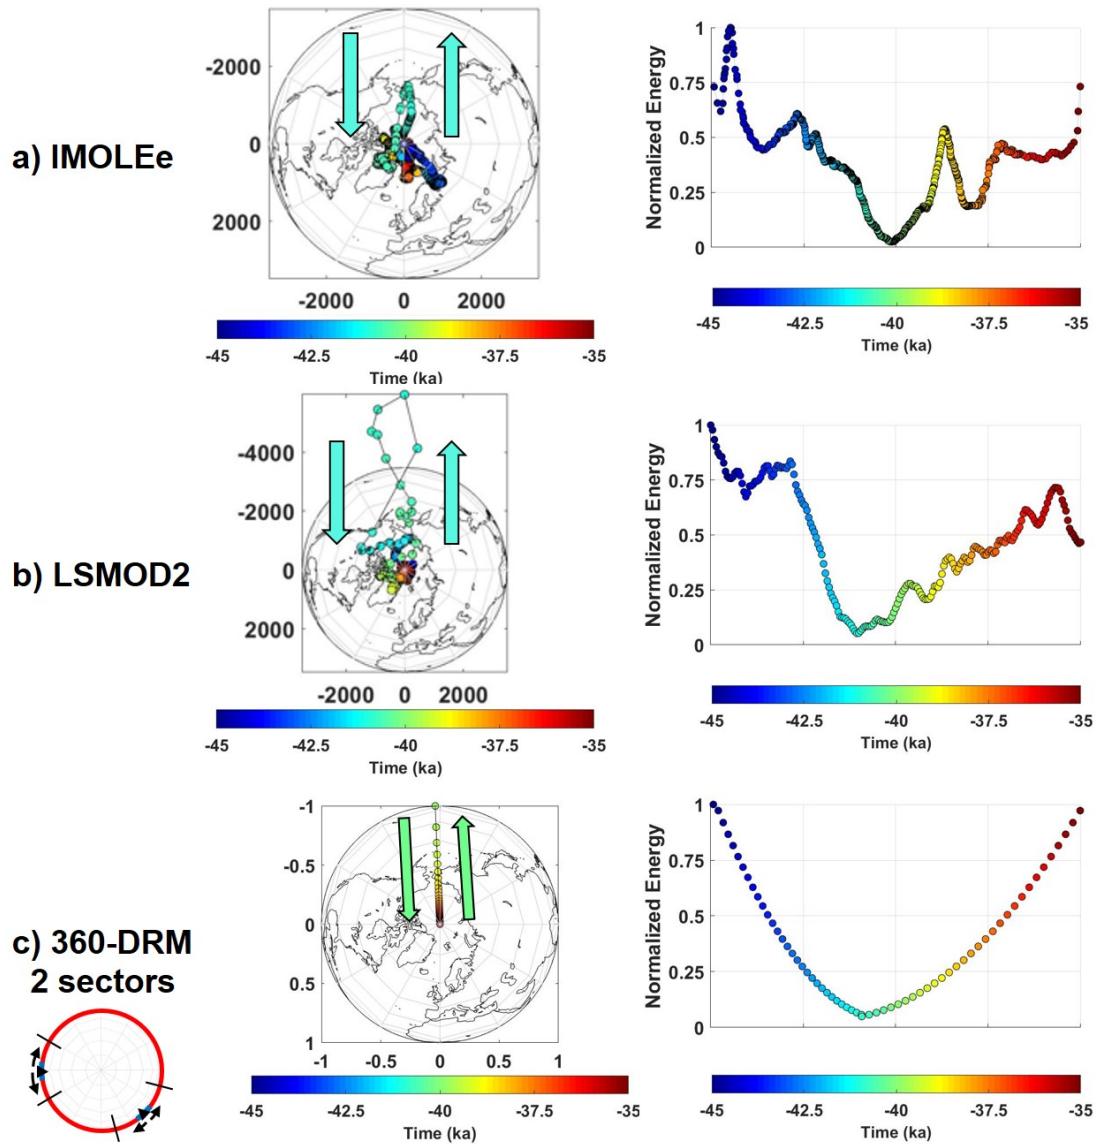 a) IMOLEe
-2000
0
2000
-2000 0 2000
-45 -42.5 -40 -37.5 -35
Time (ka)
Normalized Energy
1
0.75
0.5
0.25
0
-45 -42.5 -40 -37.5 -35
Time (ka)
b) LSMOD2
-4000
-2000
0
2000
-2000 0 2000
-45 -42.5 -40 -37.5 -35
Time (ka)
Normalized Energy
1
0.75
0.5
0.25
0
-45 -42.5 -40 -37.5 -35
Time (ka)
c) 360-DRM
2 sectors
-1
-0.5
0
0.5
1
-1 -0.5 0 0.5 1
-45 -42.5 -40 -37.5 -35
Time (ka)
Normalized Energy
1
0.75
0.5
0.25
0
-45 -42.5 -40 -37.5 -35
Time (ka)